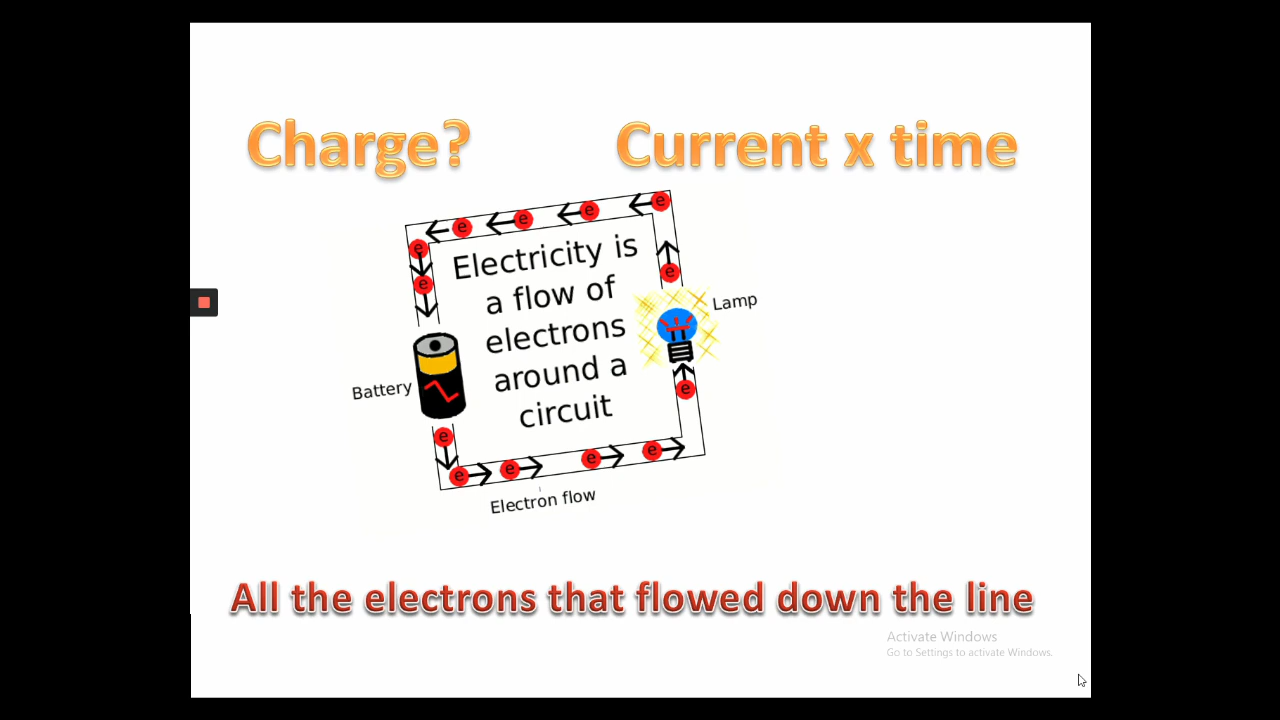 Charge? Current x time
e e e e
e e
Electricity is
a flow of
electrons
around a
circuit
e
Lamp
Battery
e
e
e e e e
Electron flow
All the electrons that flowed down the line
Activate Windows
Go to Settings to activate Windows.